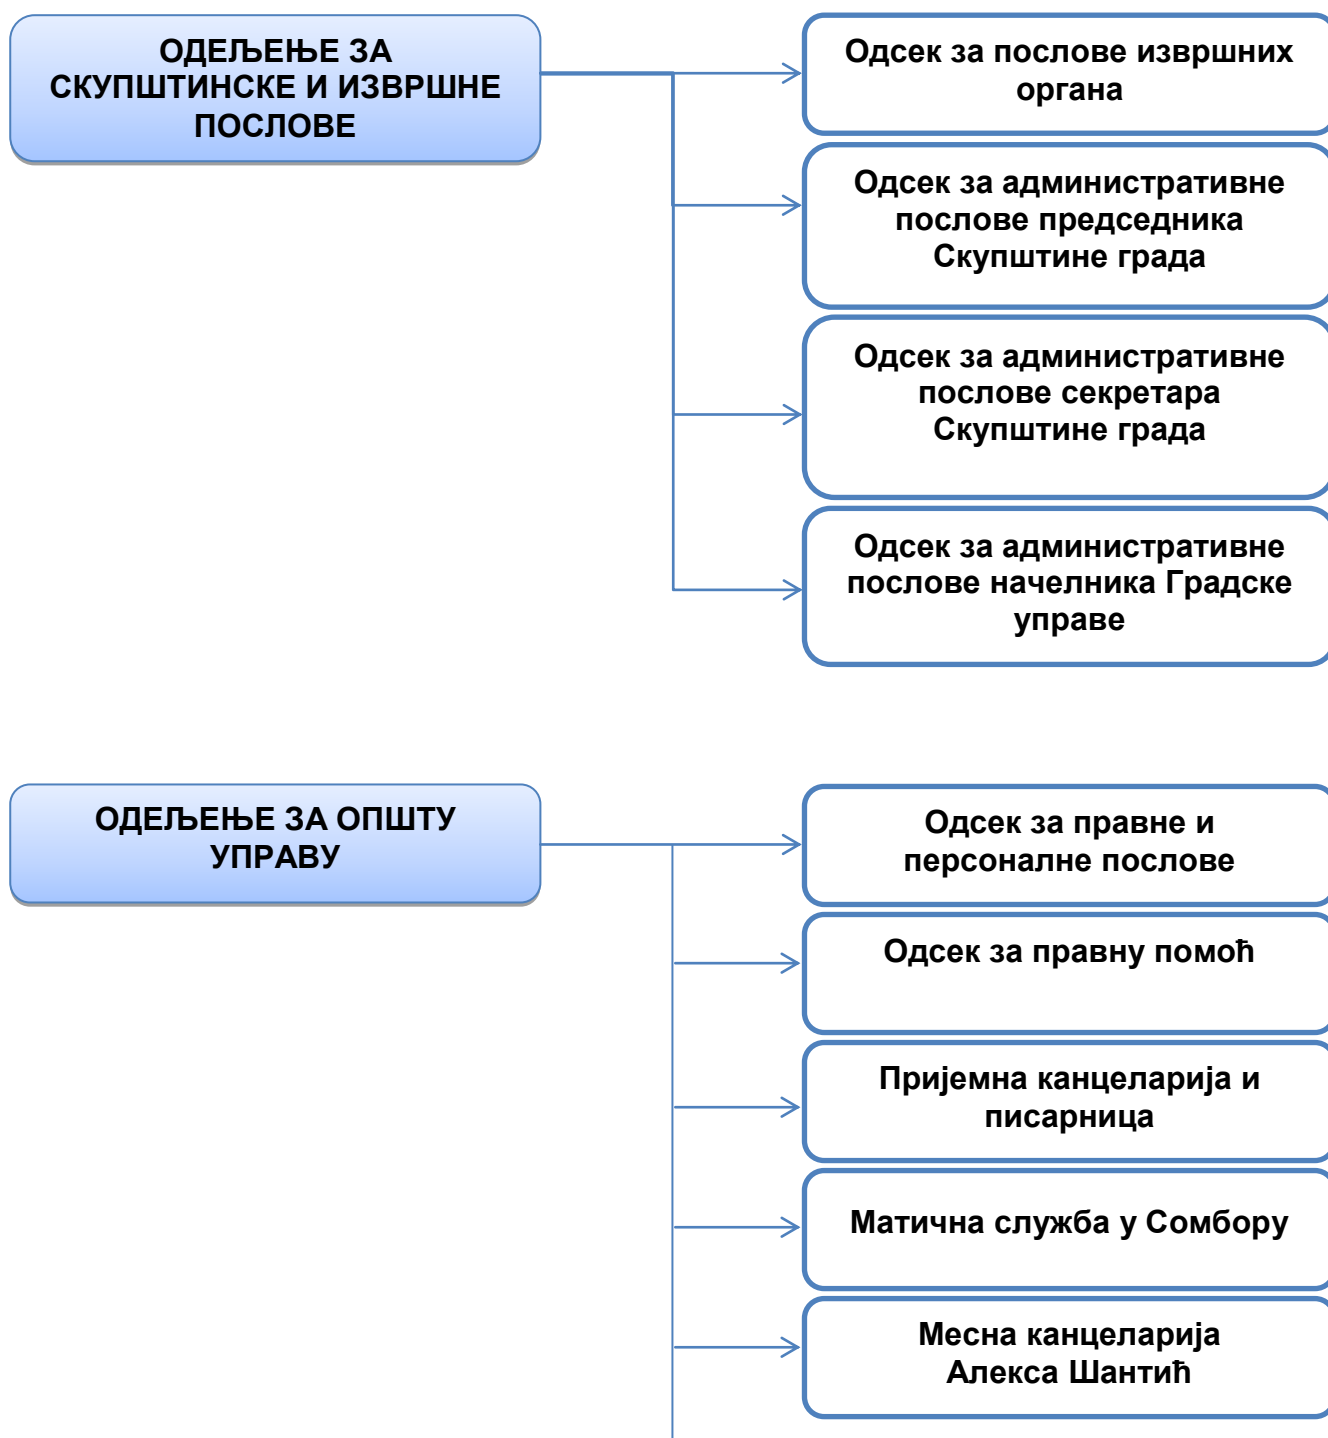 ОДЕЉЕЊЕ ЗА
СКУПШТИНСКЕ И ИЗВРШНЕ
ПОСЛОВЕ
Одсек за послове извршних
органа
Одсек за административне
послове председника
Скупштине града
Одсек за административне
послове секретара
Скупштине града
Одсек за административне
послове начелника Градске
управе
ОДЕЉЕЊЕ ЗА ОПШТУ
УПРАВУ
Одсек за правне и
персоналне послове
Одсек за правну помоћ
Пријемна канцеларија и
писарница
Матична служба у Сомбору
Месна канцеларија
Алекса Шантић